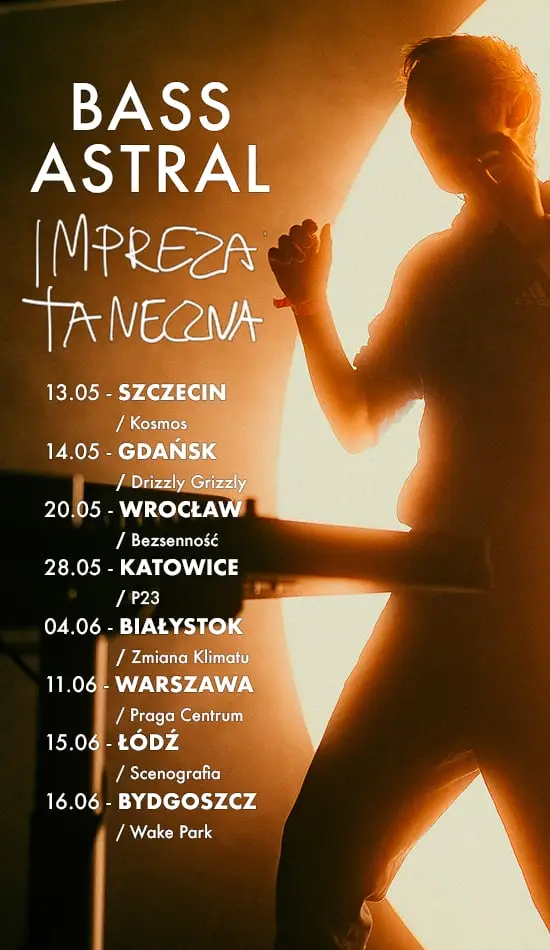 BASS
ASTRAL
IMPREZA
TANECZNA
13.05 - SZCZECIN
/ Kosmos
14.05 - GDAŃSK
/ Drizzly Grizzly
20.05 - WROCŁAW
/ Bezsenność
28.05 - KATOWICE
/ P23
04.06 - BIAŁYSTOK
/ Zmiana Klimatu
11.06 - WARSZAWA
/ Praga Centrum
15.06 - ŁÓDŹ
/ Scenografia
16.06 - BYDGOSZCZ
/ Wake Park